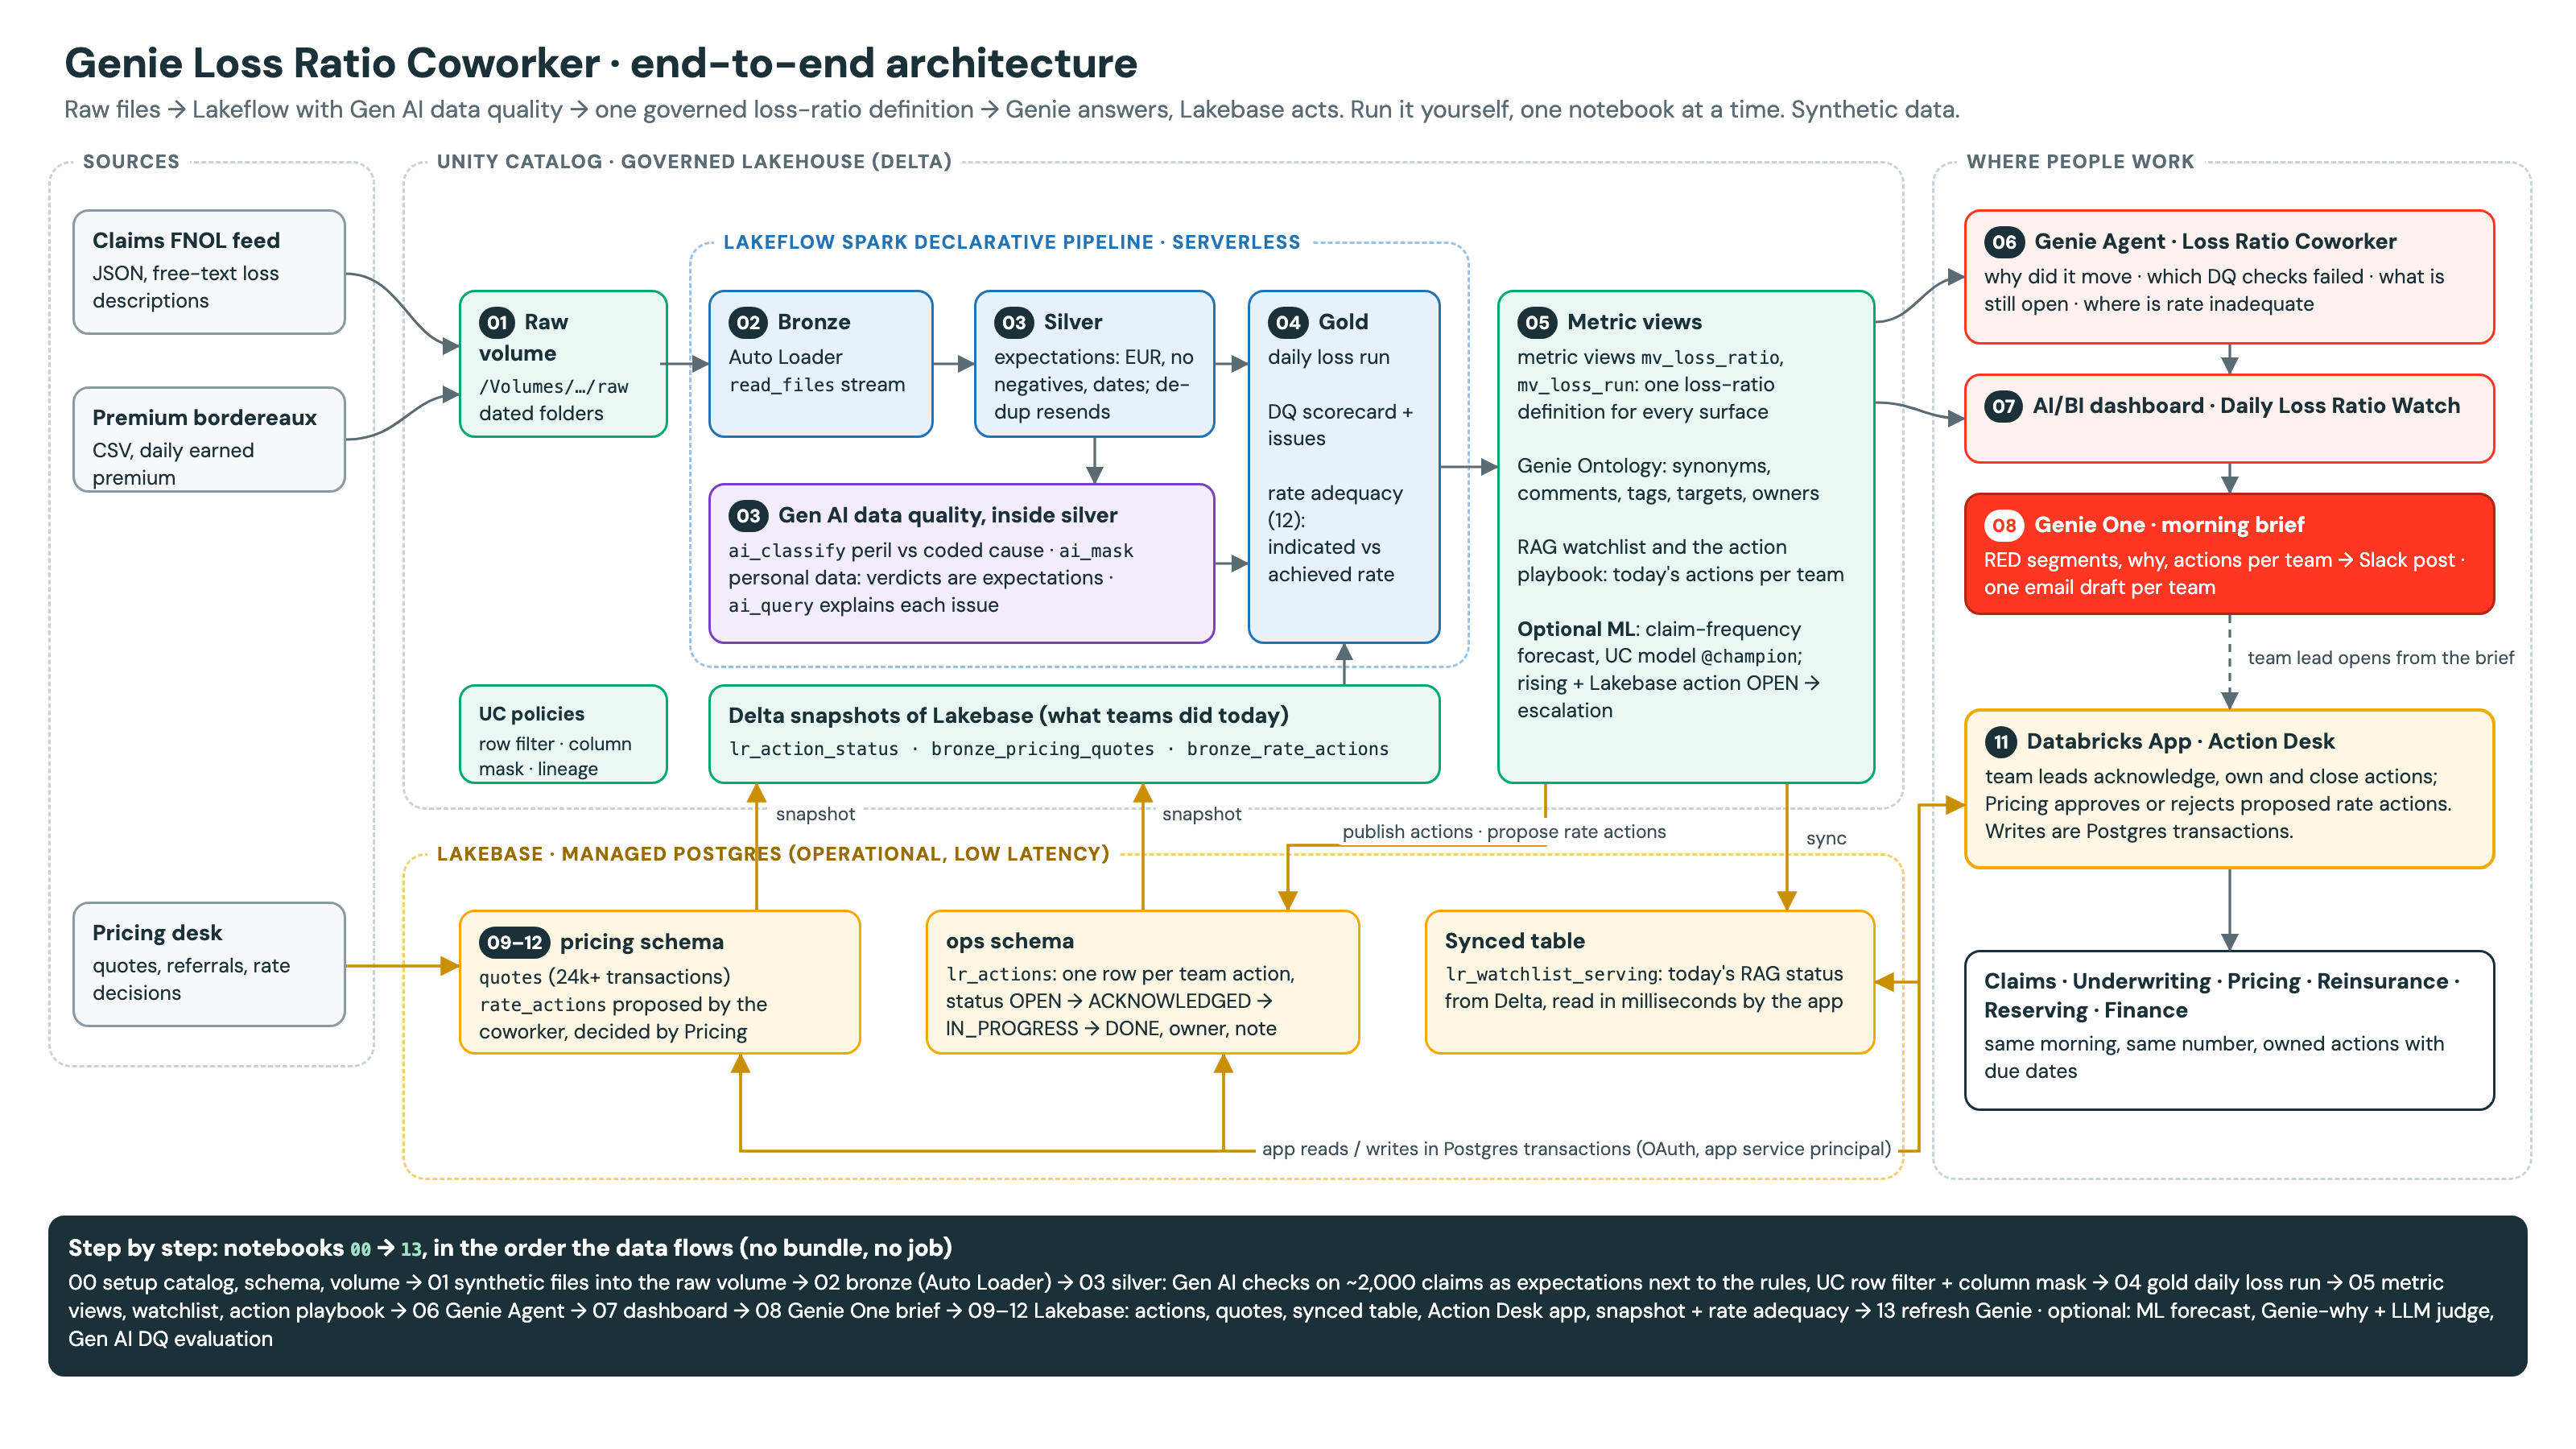 Genie Loss Ratio Coworker · end-to-end architecture
Raw files → Lakeflow with Gen AI data quality → one governed loss-ratio definition → Genie answers, Lakebase acts. Run it yourself, one notebook at a time. Synthetic data.
SOURCES
Claims FNOL feed
JSON, free-text loss
descriptions
Premium bordereaux
CSV, daily earned
premium
Pricing desk
quotes, referrals, rate
decisions
UNITY CATALOG · GOVERNED LAKEHOUSE (DELTA)
01 Raw
volume
/Volumes/…/raw
dated folders
LAKEFLOW SPARK DECLARATIVE PIPELINE · SERVERLESS
02 Bronze
Auto Loader
read_files stream
03 Silver
expectations: EUR, no
negatives, dates; de-
dup resends
03 Gen AI data quality, inside silver
ai_classify peril vs coded cause · ai_mask
personal data: verdicts are expectations ·
ai_query explains each issue
04 Gold
daily loss run
DQ scorecard +
issues
rate adequacy
(12):
indicated vs
achieved rate
05 Metric views
metric views mv_loss_ratio,
mv_loss_run: one loss-ratio
definition for every surface
Genie Ontology: synonyms,
comments, tags, targets, owners
RAG watchlist and the action
playbook: today's actions per team
Optional ML: claim-frequency
forecast, UC model @champion;
rising + Lakebase action OPEN →
escalation
UC policies
row filter · column
mask · lineage
Delta snapshots of Lakebase (what teams did today)
lr_action_status · bronze_pricing_quotes · bronze_rate_actions
snapshot
snapshot
publish actions · propose rate actions
sync
LAKEBASE · MANAGED POSTGRES (OPERATIONAL, LOW LATENCY)
09–12 pricing schema
quotes (24k+ transactions)
rate_actions proposed by the
coworker, decided by Pricing
ops schema
lr_actions: one row per team action,
status OPEN → ACKNOWLEDGED →
IN_PROGRESS → DONE, owner, note
Synced table
lr_watchlist_serving: today's RAG status
from Delta, read in milliseconds by the app
app reads / writes in Postgres transactions (OAuth, app service principal)
WHERE PEOPLE WORK
06 Genie Agent · Loss Ratio Coworker
why did it move · which DQ checks failed · what is
still open · where is rate inadequate
07 AI/BI dashboard · Daily Loss Ratio Watch
08 Genie One · morning brief
RED segments, why, actions per team → Slack post ·
one email draft per team
team lead opens from the brief
11 Databricks App · Action Desk
team leads acknowledge, own and close actions;
Pricing approves or rejects proposed rate actions.
Writes are Postgres transactions.
Claims · Underwriting · Pricing · Reinsurance ·
Reserving · Finance
same morning, same number, owned actions with
due dates
Step by step: notebooks 00 → 13, in the order the data flows (no bundle, no job)
00 setup catalog, schema, volume → 01 synthetic files into the raw volume → 02 bronze (Auto Loader) → 03 silver: Gen AI checks on ~2,000 claims as expectations next to the rules, UC row filter + column mask → 04 gold daily loss run → 05 metric
views, watchlist, action playbook → 06 Genie Agent → 07 dashboard → 08 Genie One brief → 09–12 Lakebase: actions, quotes, synced table, Action Desk app, snapshot + rate adequacy → 13 refresh Genie · optional: ML forecast, Genie-why + LLM judge,
Gen AI DQ evaluation